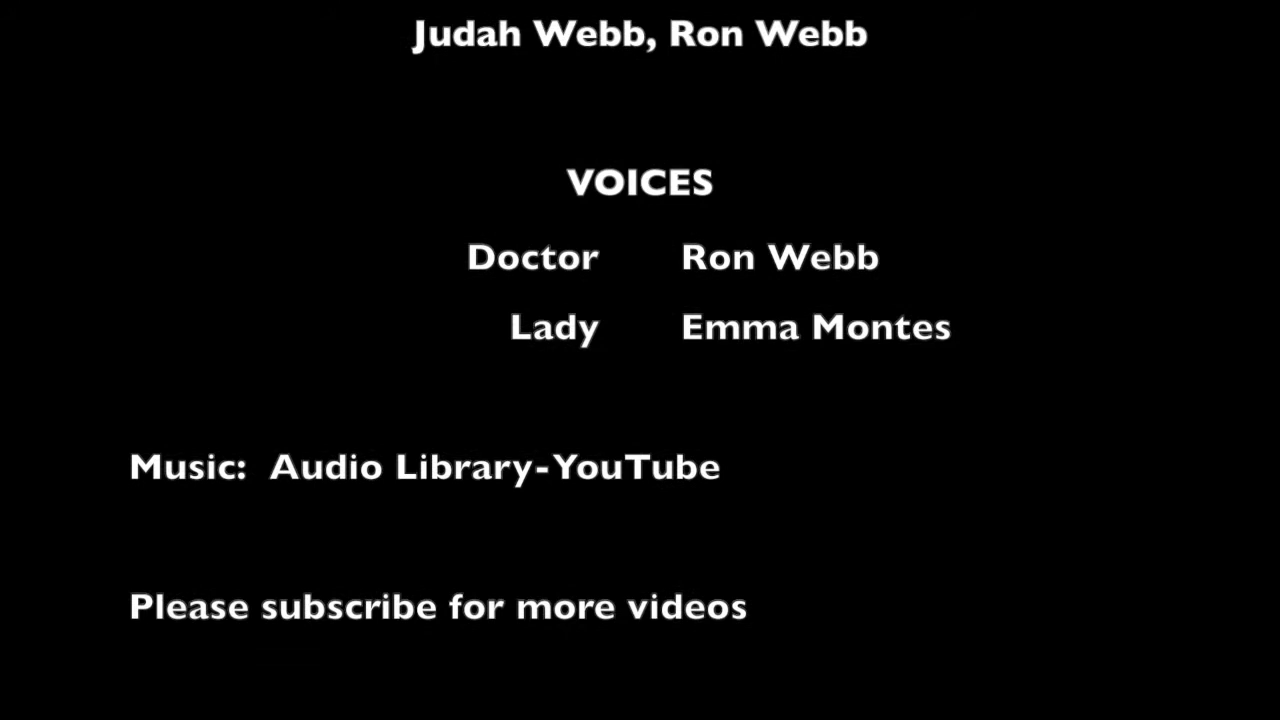 Judah Webb, Ron Webb
VOICES
Doctor Ron Webb
Lady Emma Montes
Music: Audio Library-YouTube
Please subscribe for more videos